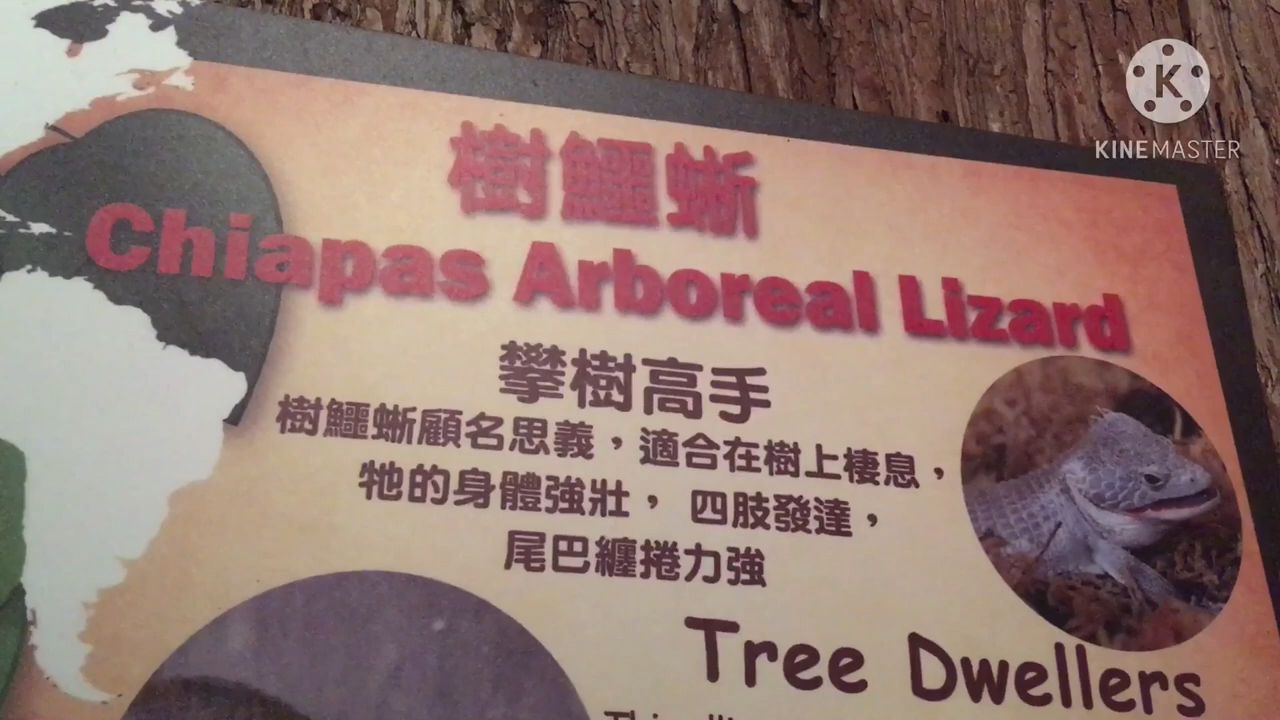 K
KINEMASTER
樹鱷蜥
Chiapas Arboreal Lizard
攀樹高手
樹鱷蜥顧名思義，適合在樹上棲息，
牠的身體強壯， 四肢發達，
尾巴纏捲力強
Tree Dwellers